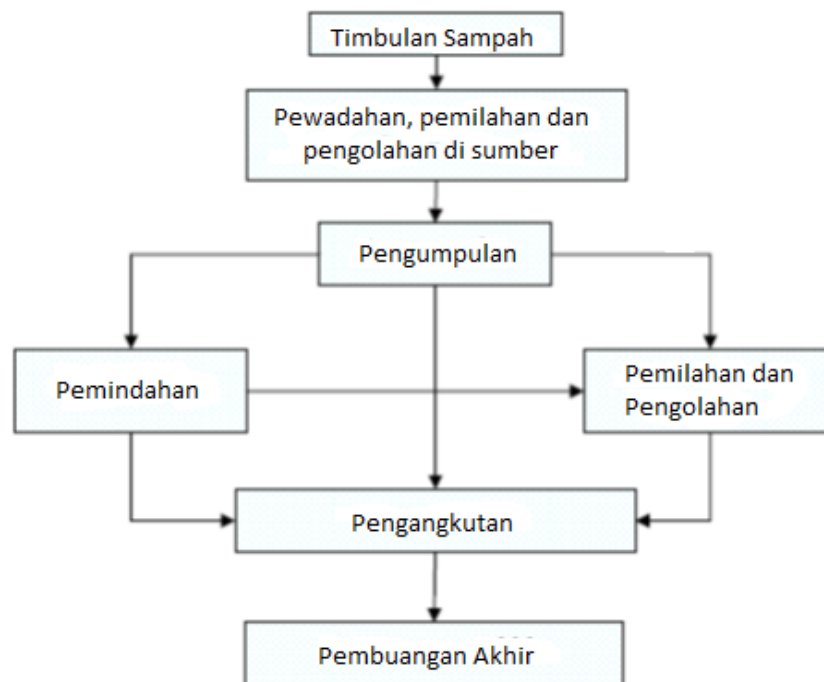 Timbulan Sampah
Pewadahan, pemilahan dan
pengolahan di sumber
Pengumpulan
Pemindahan
Pemilahan dan
Pengolahan
Pengangkutan
Pembuangan Akhir